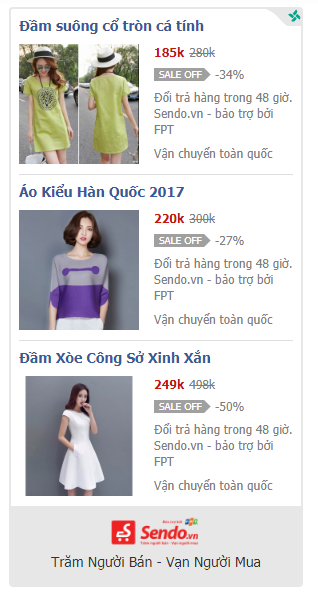 Đầm suông cổ tròn cá tính
185k 280k
SALE OFF -34%
Đổi trả hàng trong 48 giờ.
Sendo.vn - bảo trợ bởi
FPT
Vận chuyển toàn quốc
Áo Kiểu Hàn Quốc 2017
220k 300k
SALE OFF -27%
Đổi trả hàng trong 48 giờ.
Sendo.vn - bảo trợ bởi
FPT
Vận chuyển toàn quốc
Đầm Xòe Công Sở Xinh Xắn
249k 498k
SALE OFF -50%
Đổi trả hàng trong 48 giờ.
Sendo.vn - bảo trợ bởi
FPT
Vận chuyển toàn quốc
Sendo.vn
Trăm Người Bán - Vạn Người Mua